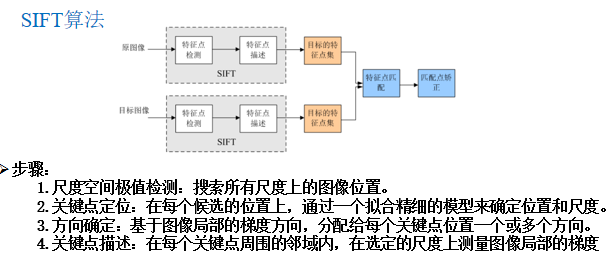 SIFT算法
原图像
特征点
检测
特征点
描述
SIFT
目标的特
征点集
特征点匹
配
匹配点矫
正
目标图像
特征点
检测
特征点
描述
SIFT
目标的特
征点集
步骤:
1.尺度空间极值检测:搜索所有尺度上的图像位置。
2.关键点定位:在每个候选的位置上,通过一个拟合精细的模型来确定位置和尺度。
3.方向确定:基于图像局部的梯度方向,分配给每个关键点位置一个或多个方向。
4.关键点描述:在每个关键点周围的邻域内,在选定的尺度上测量图像局部的梯度